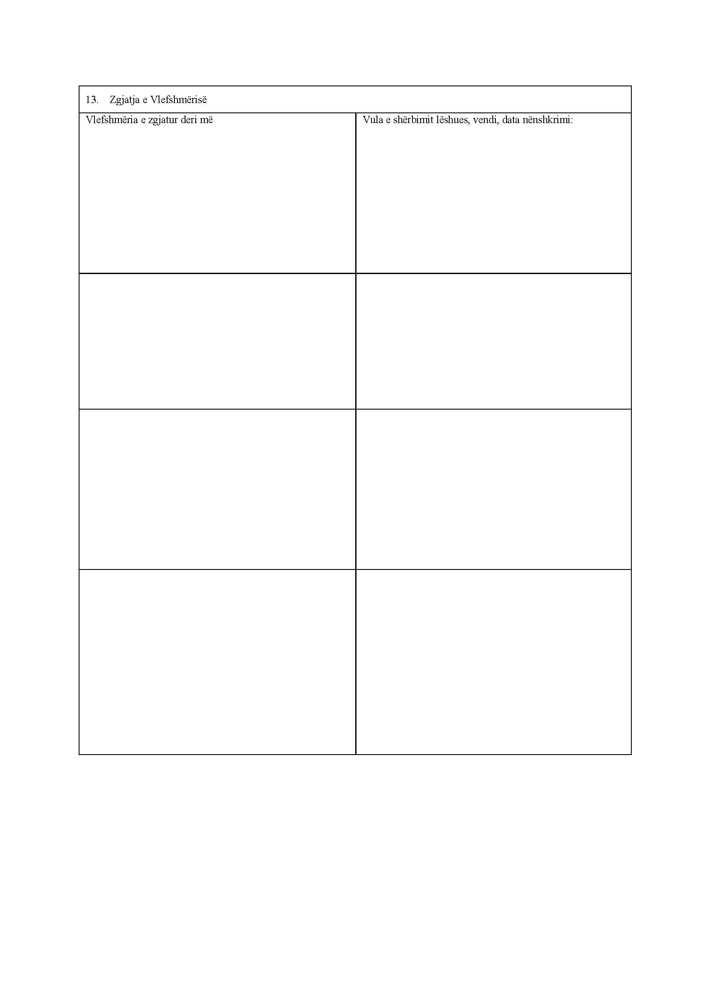 13. Zgjatja e Vlefshmërisë
Vlefshmëria e zgjatur deri më
Vula e shërbimit lëshues, vendi, data nënshkrimi: